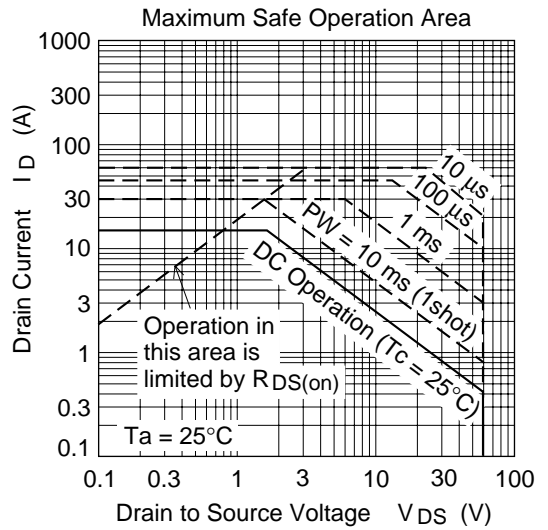 Maximum Safe Operation Area
1000
300
100
30
10
3
1
0.3
0.1
Drain Current I D (A)
10 µs
100 µs
1 ms
PW = 10 ms (1shot)
DC Operation (Tc = 25°C)
Operation in
this area is
limited by R DS(on)
Ta = 25°C
0.1 0.3 1 3 10 30 100
Drain to Source Voltage V DS (V)